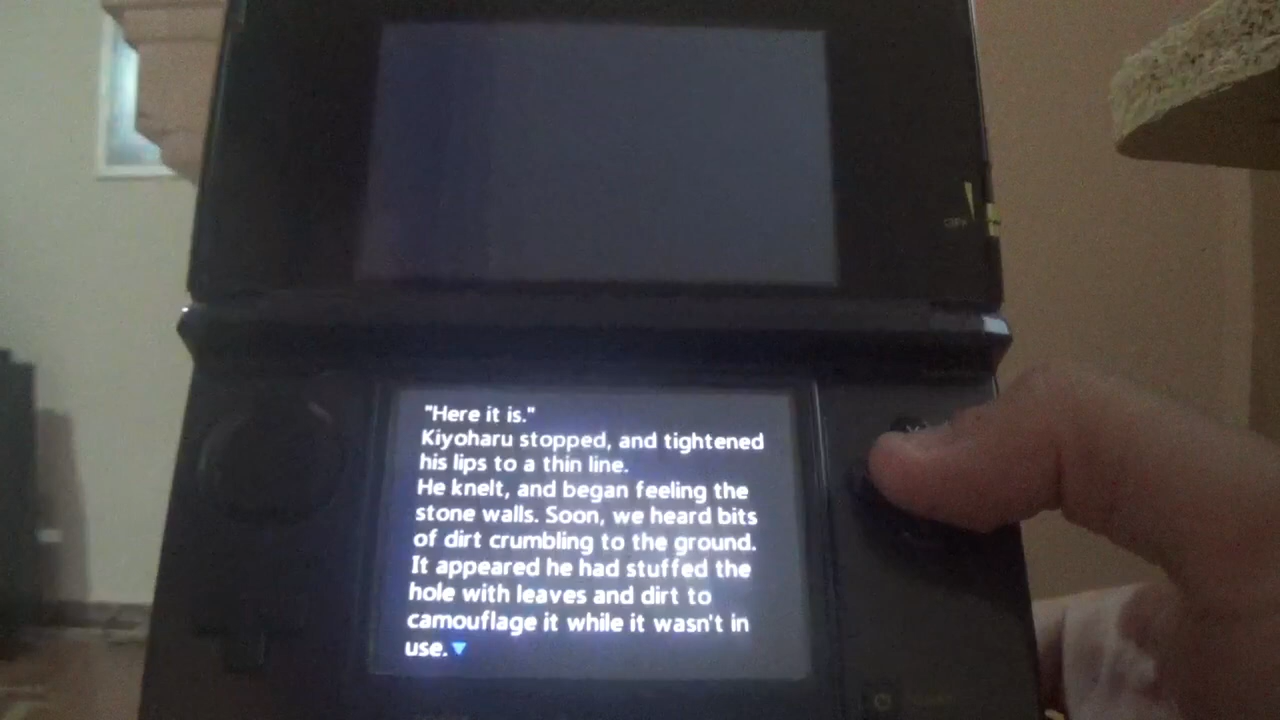 "Here it is."
Kiyoharu stopped, and tightened
his lips to a thin line.
He knelt, and began feeling the
stone walls. Soon, we heard bits
of dirt crumbling to the ground.
It appeared he had stuffed the
hole with leaves and dirt to
camouflage it while it wasn't in
use.